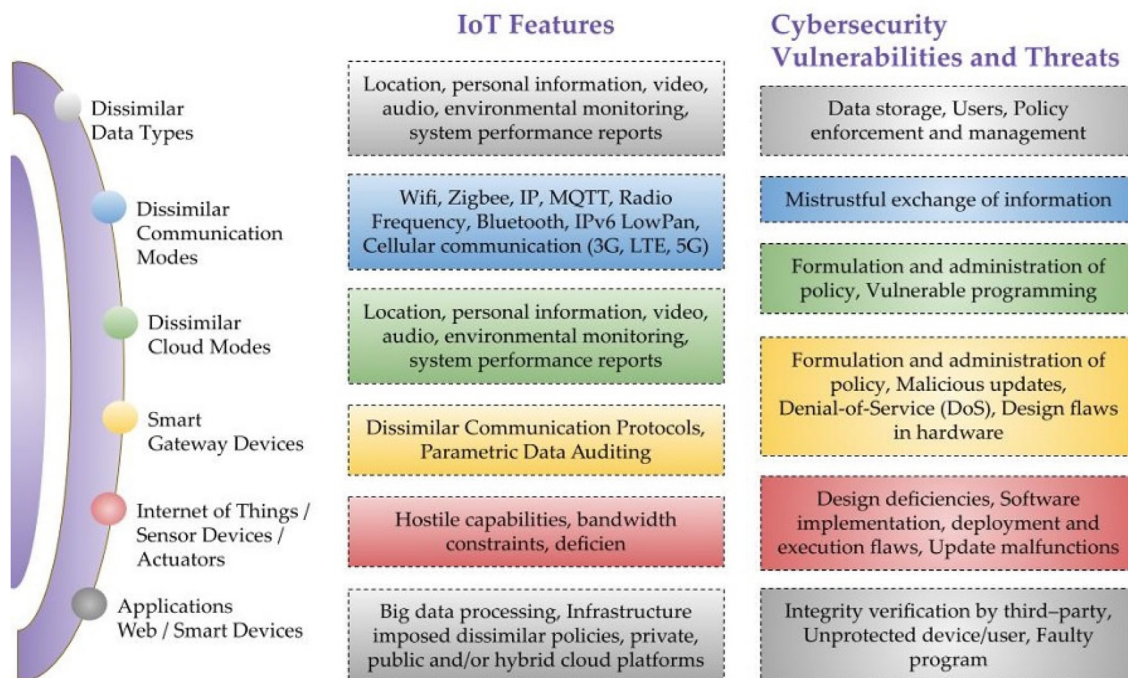 IoT Features
Cybersecurity
Vulnerabilities and Threats
Dissimilar
Data Types
Location, personal information, video,
audio, environmental monitoring,
system performance reports
Data storage, Users, Policy
enforcement and management
Dissimilar
Communication
Modes
Wifi, Zigbee, IP, MQTT, Radio
Frequency, Bluetooth, IPv6 LowPan,
Cellular communication (3G, LTE, 5G)
Mistrustful exchange of information
Dissimilar
Cloud Modes
Location, personal information, video,
audio, environmental monitoring,
system performance reports
Formulation and administration of
policy, Vulnerable programming
Smart
Gateway Devices
Dissimilar Communication Protocols,
Parametric Data Auditing
Formulation and administration of
policy, Malicious updates,
Denial-of-Service (DoS), Design flaws
in hardware
Internet of Things /
Sensor Devices /
Actuators
Hostile capabilities, bandwidth
constraints, deficien
Design deficiencies, Software
implementation, deployment and
execution flaws, Update malfunctions
Applications
Web / Smart Devices
Big data processing, Infrastructure
imposed dissimilar policies, private,
public and/or hybrid cloud platforms
Integrity verification by third–party,
Unprotected device/user, Faulty
program